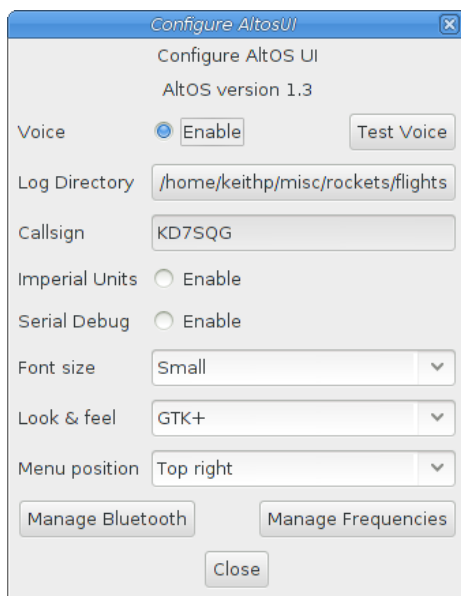 Configure AltosUI
Configure AltOS UI
AltOS version 1.3
Voice Enable Test Voice
Log Directory /home/keithp/misc/rockets/flights
Callsign KD7SQG
Imperial Units Enable
Serial Debug Enable
Font size Small
Look & feel GTK+
Menu position Top right
Manage Bluetooth Manage Frequencies
Close